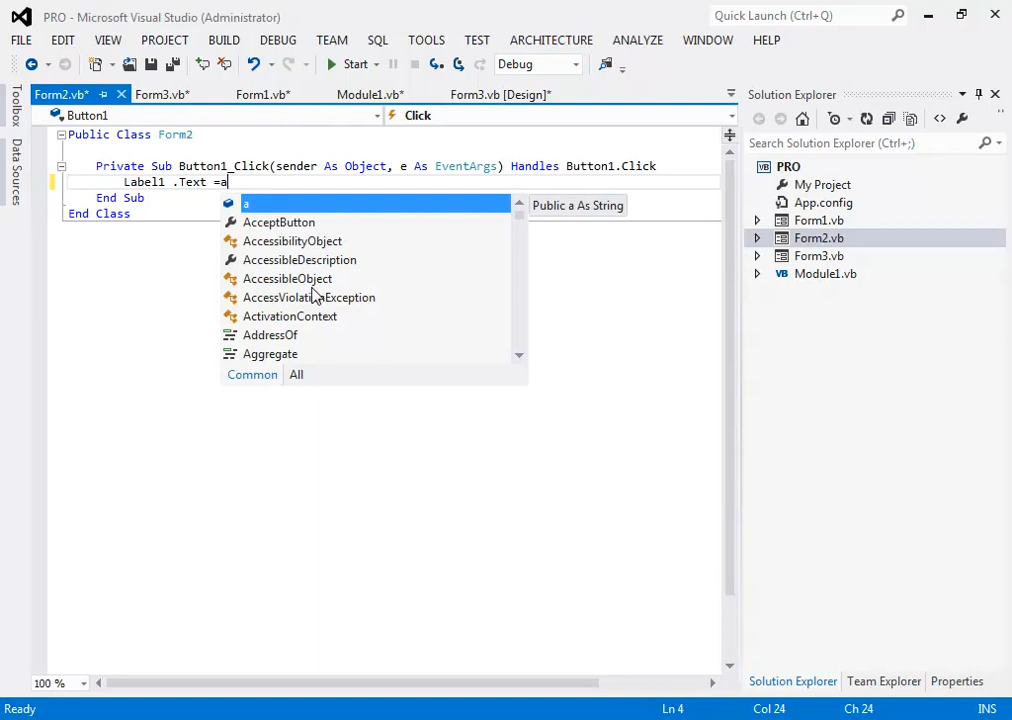 PRO - Microsoft Visual Studio (Administrator)
Quick Launch (Ctrl+Q)
FILE EDIT VIEW PROJECT BUILD DEBUG TEAM SQL TOOLS TEST ARCHITECTURE ANALYZE WINDOW HELP
Start Debug
Toolbox
Data Sources
Form2.vb* Form3.vb* Form1.vb* Module1.vb* Form3.vb [Design]*
Button1 Click
Public Class Form2
Private Sub Button1_Click(sender As Object, e As EventArgs) Handles Button1.Click
Label1 .Text =a
End Sub
End Class
a
Public a As String
AcceptButton
AccessibilityObject
AccessibleDescription
AccessibleObject
AccessViolationException
ActivationContext
AddressOf
Aggregate
Common All
Solution Explorer
Search Solution Explorer (Ctrl+;)
PRO
My Project
App.config
Form1.vb
Form2.vb
Form3.vb
VB Module1.vb
100 %
Solution Explorer Team Explorer Properties
Ready Ln 4 Col 24 Ch 24 INS